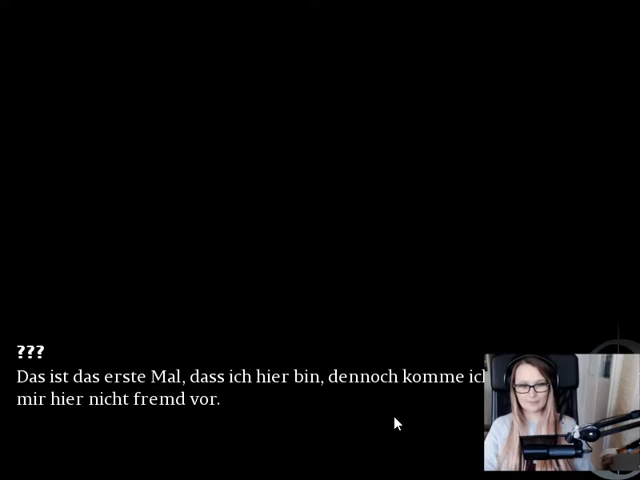 ???
Das ist das erste Mal, dass ich hier bin, dennoch komme ich
mir hier nicht fremd vor.